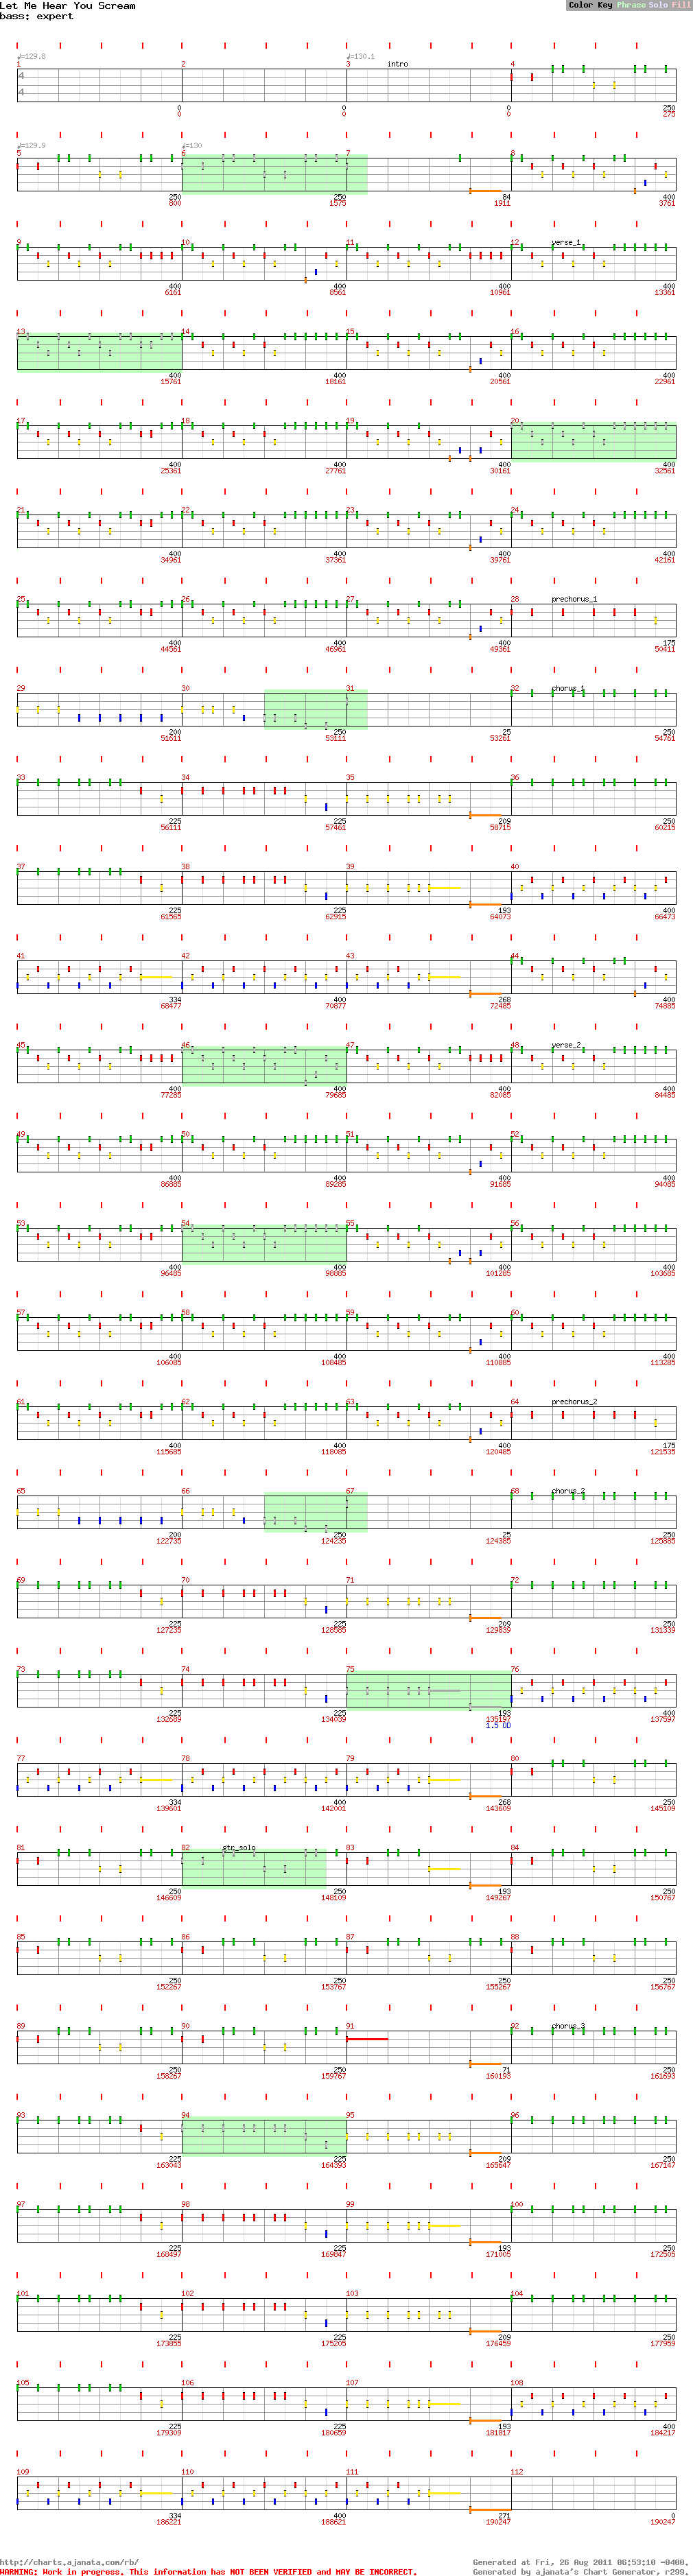 Let Me Hear You Scream
Color Key Phrase Solo Fill
bass: expert
♩=129.8 ♩=130.1
1 2 3 intro 4
4
4
0 0 0 250
0 0 0 275
♩=129.9 ♩=130
5 6 7 8
250 250 84 400
800 1575 1911 3761
9 10 11 12 verse_1
400 400 400 400
6161 8561 10961 13361
13 14 15 16
400 400 400 400
15761 18161 20561 22961
17 18 19 20
400 400 400 400
25361 27761 30161 32561
21 22 23 24
400 400 400 400
34961 37361 39761 42161
25 26 27 28 prechorus_1
400 400 400 175
44561 46961 49361 50411
29 30 31 32 chorus_1
200 250 25 250
51611 53111 53261 54761
33 34 35 36
225 225 209 250
56111 57461 58715 60215
37 38 39 40
225 225 193 400
61565 62915 64073 66473
41 42 43 44
334 400 268 400
68477 70877 72485 74885
45 46 47 48 verse_2
400 400 400 400
77285 79685 82085 84485
49 50 51 52
400 400 400 400
86885 89285 91685 94085
53 54 55 56
400 400 400 400
96485 98885 101285 103685
57 58 59 60
400 400 400 400
106085 108485 110885 113285
61 62 63 64 prechorus_2
400 400 400 175
115685 118085 120485 121535
65 66 67 68 chorus_2
200 250 25 250
122735 124235 124385 125885
69 70 71 72
225 225 209 250
127235 128585 129839 131339
73 74 75 76
225 225 193 400
132689 134039 135197 137597
1.5 OD
77 78 79 80
334 400 268 250
139601 142001 143609 145109
81 82 gtr_solo 83 84
250 250 193 250
146609 148109 149267 150767
85 86 87 88
250 250 250 250
152267 153767 155267 156767
89 90 91 92 chorus_3
250 250 71 250
158267 159767 160193 161693
93 94 95 96
225 225 209 250
163043 164393 165647 167147
97 98 99 100
225 225 193 250
168497 169847 171005 172505
101 102 103 104
225 225 209 250
173855 175205 176459 177959
105 106 107 108
225 225 193 400
179309 180659 181817 184217
109 110 111 112
334 400 271 0
186221 188621 190247 190247
http://charts.ajanata.com/rb/ Generated at Fri, 26 Aug 2011 06:53:10 -0400.
WARNING: Work in progress. This information has NOT BEEN VERIFIED and MAY BE INCORRECT. Generated by ajanata's Chart Generator, r299.